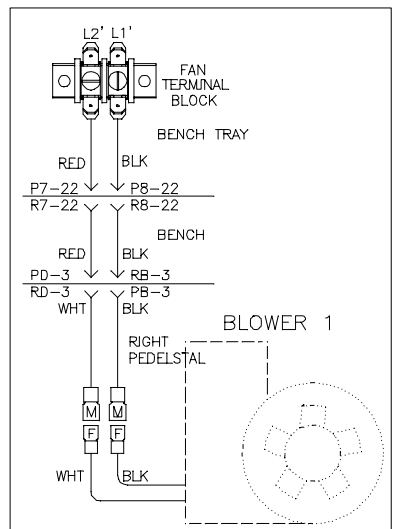 L2' L1'
FAN
TERMINAL
BLOCK
BENCH TRAY
RED BLK
P7-22 P8-22
R7-22 R8-22
BENCH
RED BLK
PD-3 RB-3
RD-3 PB-3
WHT BLK
BLOWER 1
RIGHT
PEDELSTAL
M M
F F
WHT BLK